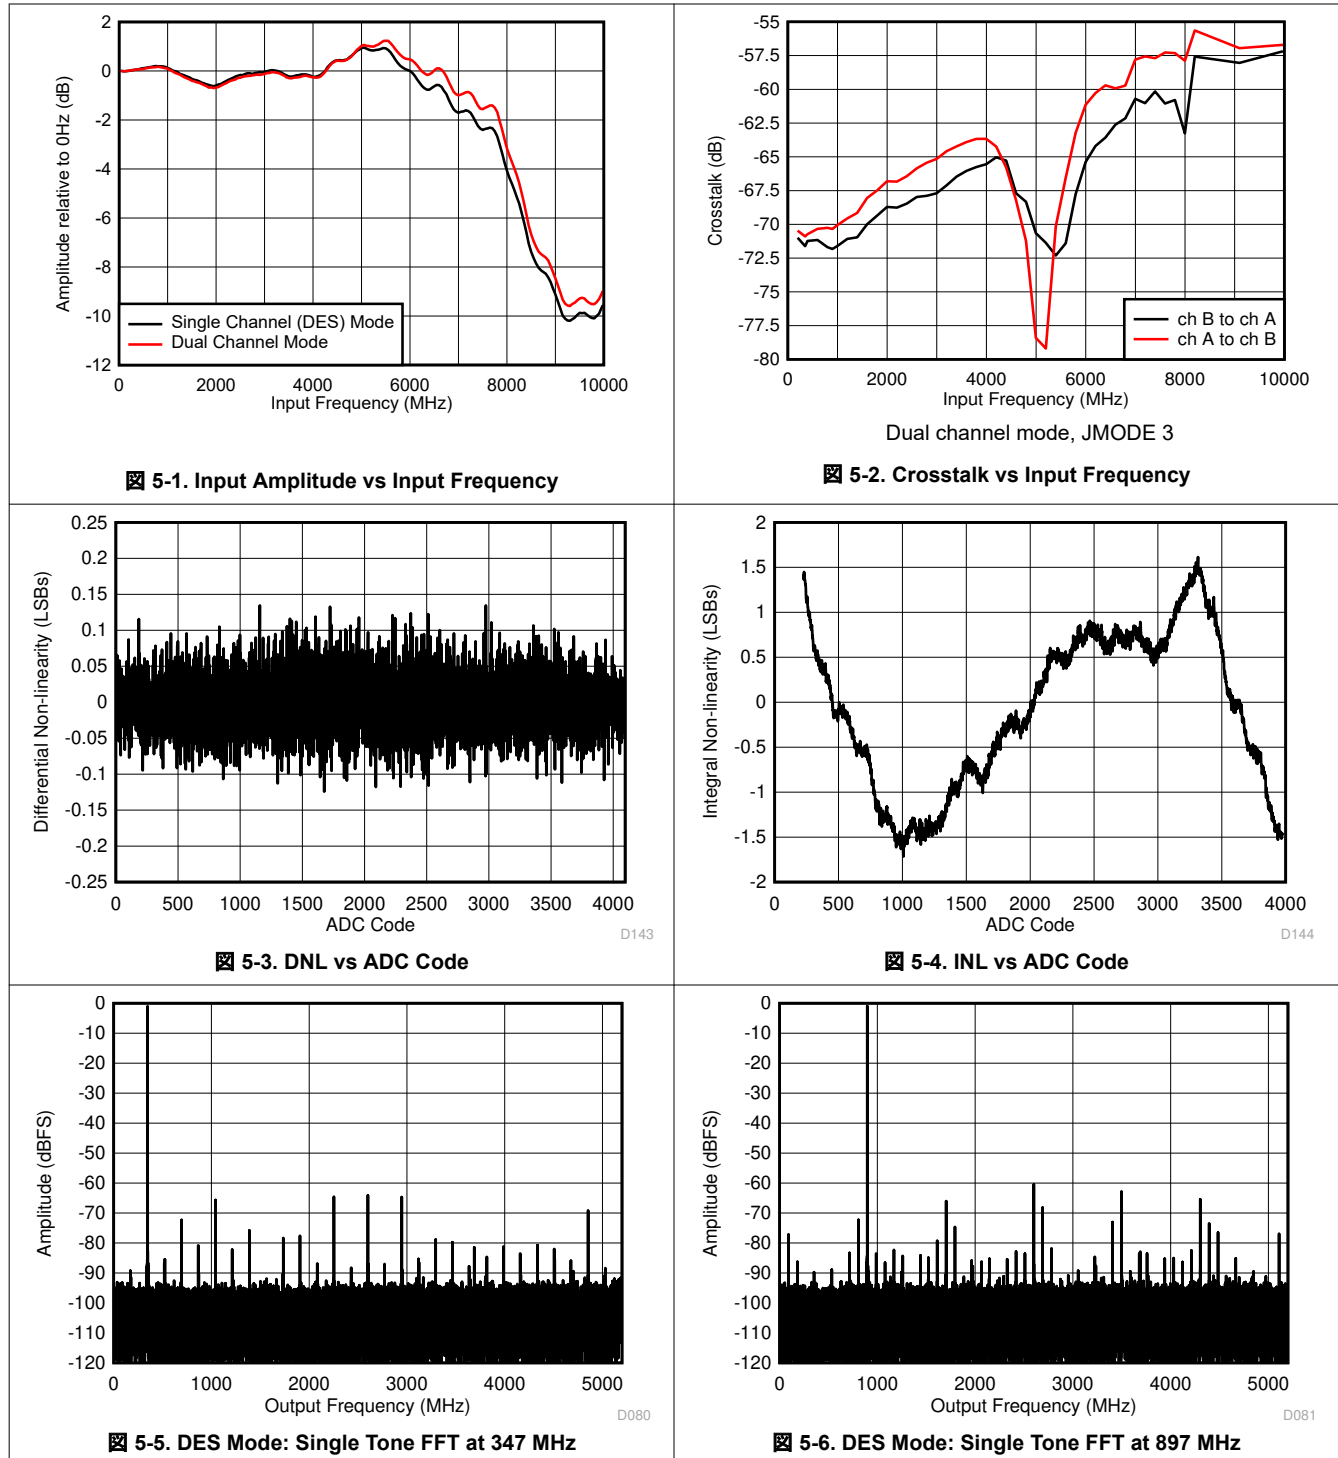 2
0
-2
-4
-6
-8
-10
-12
Amplitude relative to 0Hz (dB)
Single Channel (DES) Mode
Dual Channel Mode
0 2000 4000 6000 8000 10000
Input Frequency (MHz)
図 5-1. Input Amplitude vs Input Frequency
-55
-57.5
-60
-62.5
-65
-67.5
-70
-72.5
-75
-77.5
-80
Crosstalk (dB)
ch B to ch A
ch A to ch B
0 2000 4000 6000 8000 10000
Input Frequency (MHz)
Dual channel mode, JMODE 3
図 5-2. Crosstalk vs Input Frequency
0.25
0.2
0.15
0.1
0.05
0
-0.05
-0.1
-0.15
-0.2
-0.25
Differential Non-linearity (LSBs)
0 500 1000 1500 2000 2500 3000 3500 4000
ADC Code
D143
図 5-3. DNL vs ADC Code
2
1.5
1
0.5
0
-0.5
-1
-1.5
-2
Integral Non-linearity (LSBs)
0 500 1000 1500 2000 2500 3000 3500 4000
ADC Code
D144
図 5-4. INL vs ADC Code
0
-10
-20
-30
-40
-50
-60
-70
-80
-90
-100
-110
-120
Amplitude (dBFS)
0 1000 2000 3000 4000 5000
Output Frequency (MHz)
D080
図 5-5. DES Mode: Single Tone FFT at 347 MHz
0
-10
-20
-30
-40
-50
-60
-70
-80
-90
-100
-110
-120
Amplitude (dBFS)
0 1000 2000 3000 4000 5000
Output Frequency (MHz)
D081
図 5-6. DES Mode: Single Tone FFT at 897 MHz